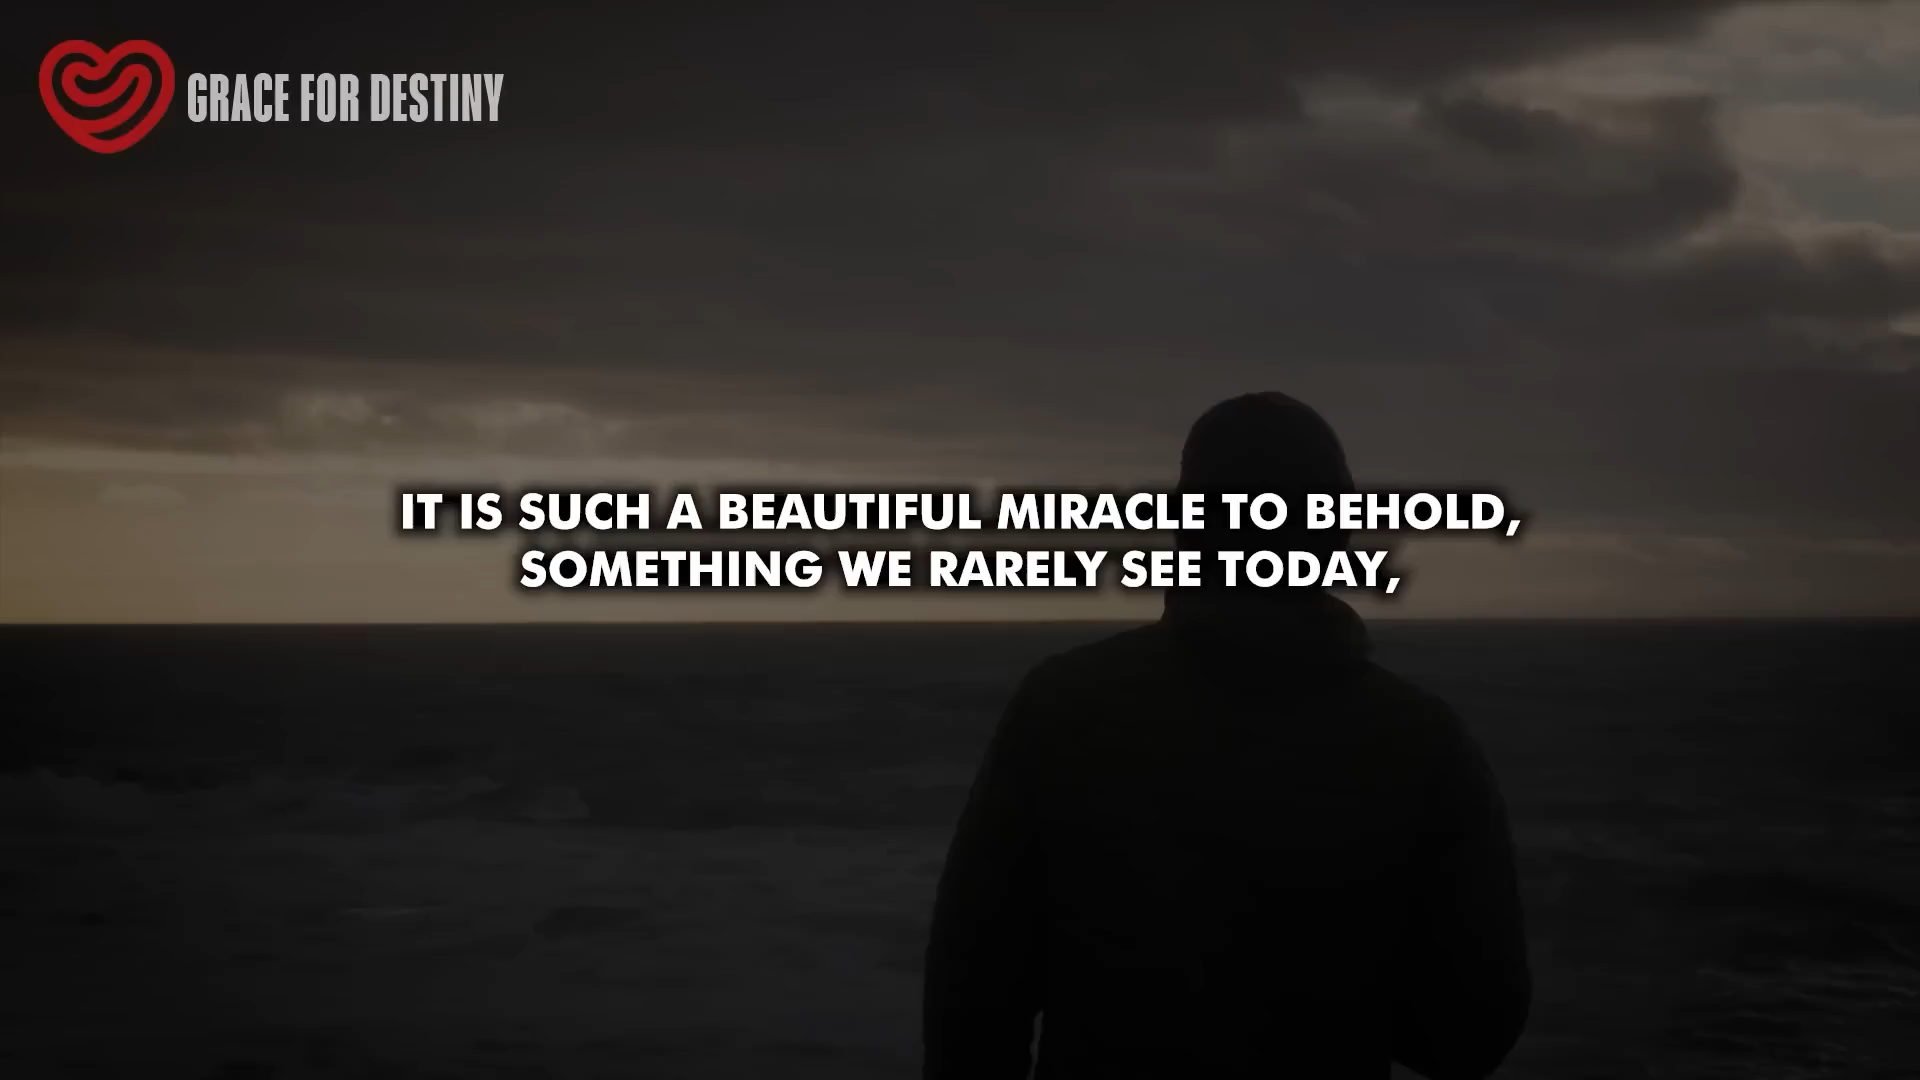 GRACE FOR DESTINY
IT IS SUCH A BEAUTIFUL MIRACLE TO BEHOLD,
SOMETHING WE RARELY SEE TODAY,